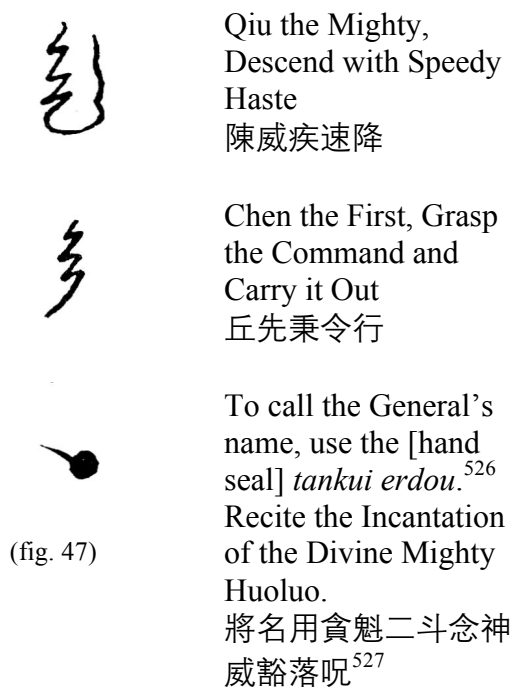 Qiu the Mighty,
Descend with Speedy
Haste
陳威疾速降
Chen the First, Grasp
the Command and
Carry it Out
丘先秉令行
To call the General’s
name, use the [hand
seal] tankui erdou.526
Recite the Incantation
(fig. 47) of the Divine Mighty
Huoluo.
將名用貪魁二斗念神
威豁落呪527